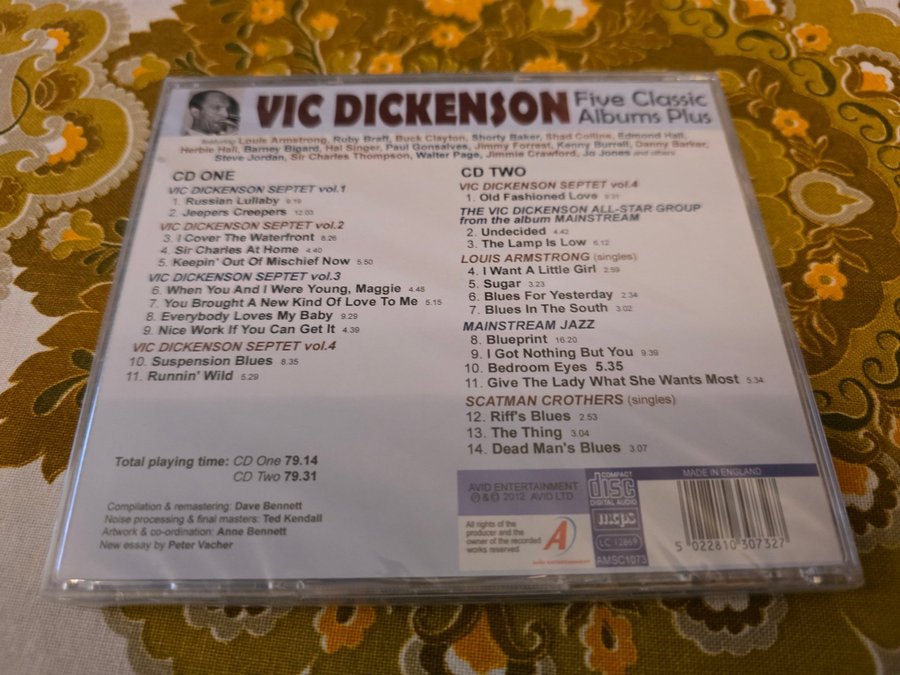 VIC DICKENSON Five Classic Albums Plus
featuring Louis Armstrong, Ruby Braff, Buck Clayton, Shorty Baker, Shad Collins, Edmond Hall,
Herbie Hall, Barney Bigard, Hal Singer, Paul Gonsalves, Jimmy Forrest, Kenny Burrell, Danny Barker,
Steve Jordan, Sir Charles Thompson, Walter Page, Jimmie Crawford, Jo Jones and others
CD ONE
VIC DICKENSON SEPTET vol.1
1. Russian Lullaby 9.19
2. Jeepers Creepers 12.03
VIC DICKENSON SEPTET vol.2
3. I Cover The Waterfront 8.26
4. Sir Charles At Home 4.40
5. Keepin' Out Of Mischief Now 5.50
VIC DICKENSON SEPTET vol.3
6. When You And I Were Young, Maggie 4.48
7. You Brought A New Kind Of Love To Me 5.15
8. Everybody Loves My Baby 9.29
9. Nice Work If You Can Get It 4.39
VIC DICKENSON SEPTET vol.4
10. Suspension Blues 8.35
11. Runnin' Wild 5.29
Total playing time: CD One 79.14
CD Two 79.31
Compilation & remastering: Dave Bennett
Noise processing & final masters: Ted Kendall
Artwork & co-ordination: Anne Bennett
New essay by Peter Vacher
CD TWO
VIC DICKENSON SEPTET vol.4
1. Old Fashioned Love 9.31
THE VIC DICKENSON ALL-STAR GROUP
from the album MAINSTREAM
2. Undecided 4.42
3. The Lamp Is Low 6.12
LOUIS ARMSTRONG (singles)
4. I Want A Little Girl 2.59
5. Sugar 3.23
6. Blues For Yesterday 2.34
7. Blues In The South 3.02
MAINSTREAM JAZZ
8. Blueprint 16.20
9. I Got Nothing But You 9.39
10. Bedroom Eyes 5.35
11. Give The Lady What She Wants Most 5.34
SCATMAN CROTHERS (singles)
12. Riff's Blues 2.53
13. The Thing 3.04
14. Dead Man's Blues 3.07
AVID ENTERTAINMENT
℗ & © 2012 AVID LTD
All rights of the
producer and the
owner of the recorded
works reserved
A
COMPACT
disc
DIGITAL AUDIO
mcps
LC 12869
AMSC1073
MADE IN ENGLAND
5 022810 307327